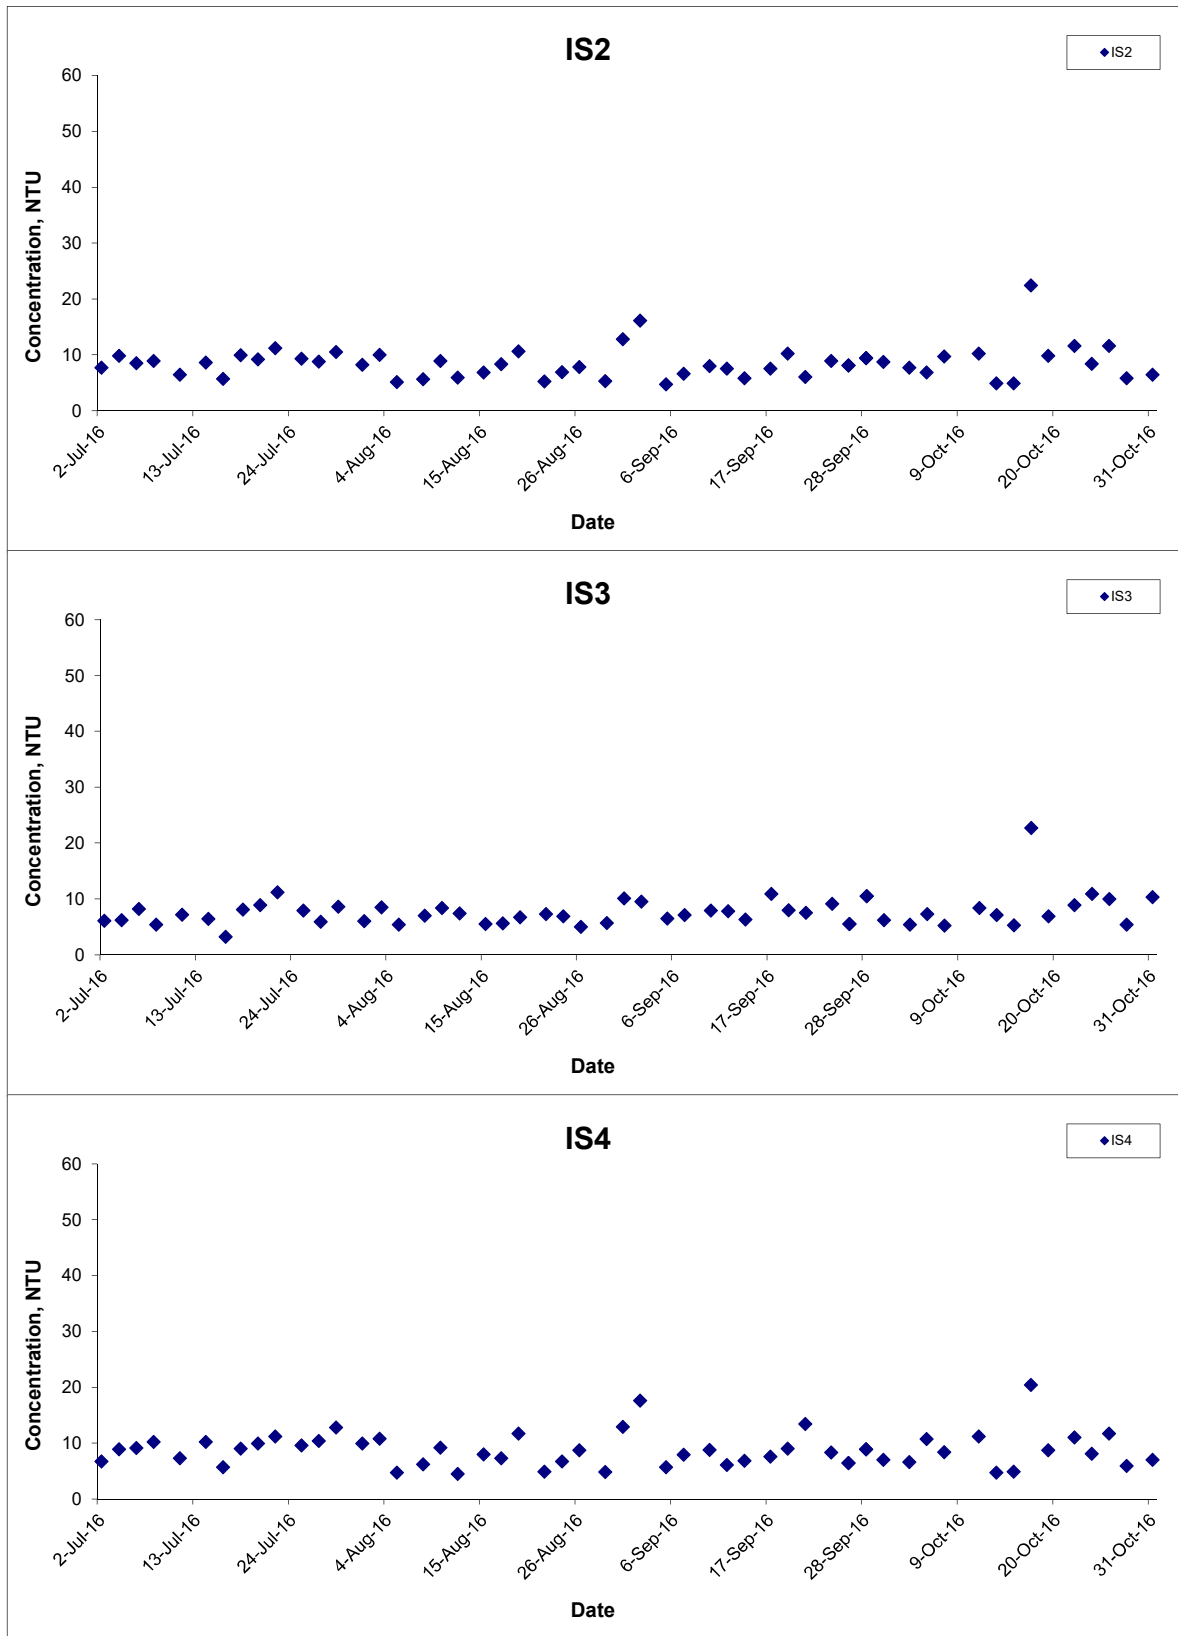 IS2
IS2
Concentration, NTU
60
50
40
30
20
10
0
2-Jul-16
13-Jul-16
24-Jul-16
4-Aug-16
15-Aug-16
26-Aug-16
6-Sep-16
17-Sep-16
28-Sep-16
9-Oct-16
20-Oct-16
31-Oct-16
Date
IS3
IS3
Concentration, NTU
60
50
40
30
20
10
0
2-Jul-16
13-Jul-16
24-Jul-16
4-Aug-16
15-Aug-16
26-Aug-16
6-Sep-16
17-Sep-16
28-Sep-16
9-Oct-16
20-Oct-16
31-Oct-16
Date
IS4
IS4
Concentration, NTU
60
50
40
30
20
10
0
2-Jul-16
13-Jul-16
24-Jul-16
4-Aug-16
15-Aug-16
26-Aug-16
6-Sep-16
17-Sep-16
28-Sep-16
9-Oct-16
20-Oct-16
31-Oct-16
Date